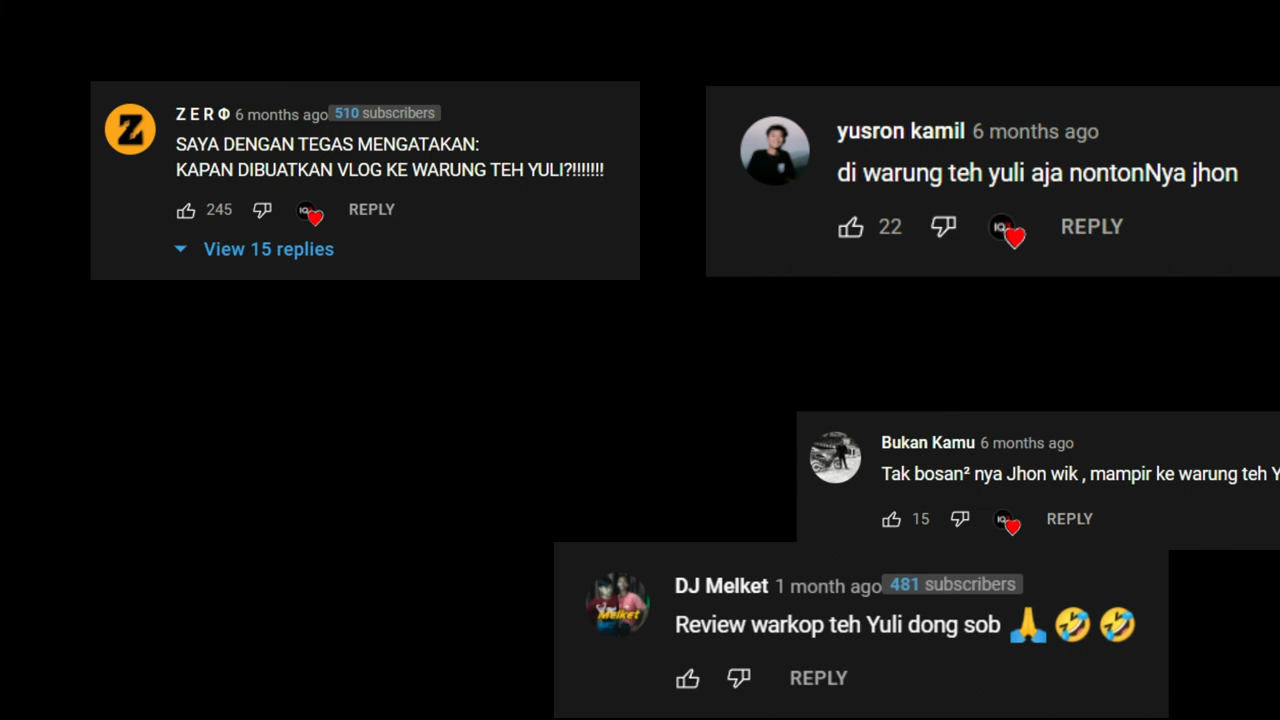 Z E R Φ 6 months ago 510 subscribers
SAYA DENGAN TEGAS MENGATAKAN:
KAPAN DIBUATKAN VLOG KE WARUNG TEH YULI?!!!!!!!
245 REPLY
View 15 replies
yusron kamil 6 months ago
di warung teh yuli aja nontonNya jhon
22 REPLY
Bukan Kamu 6 months ago
Tak bosan² nya Jhon wik , mampir ke warung teh Y
15 REPLY
DJ Melket 1 month ago 481 subscribers
Review warkop teh Yuli dong sob 🙏 🤣 🤣
REPLY
Melket